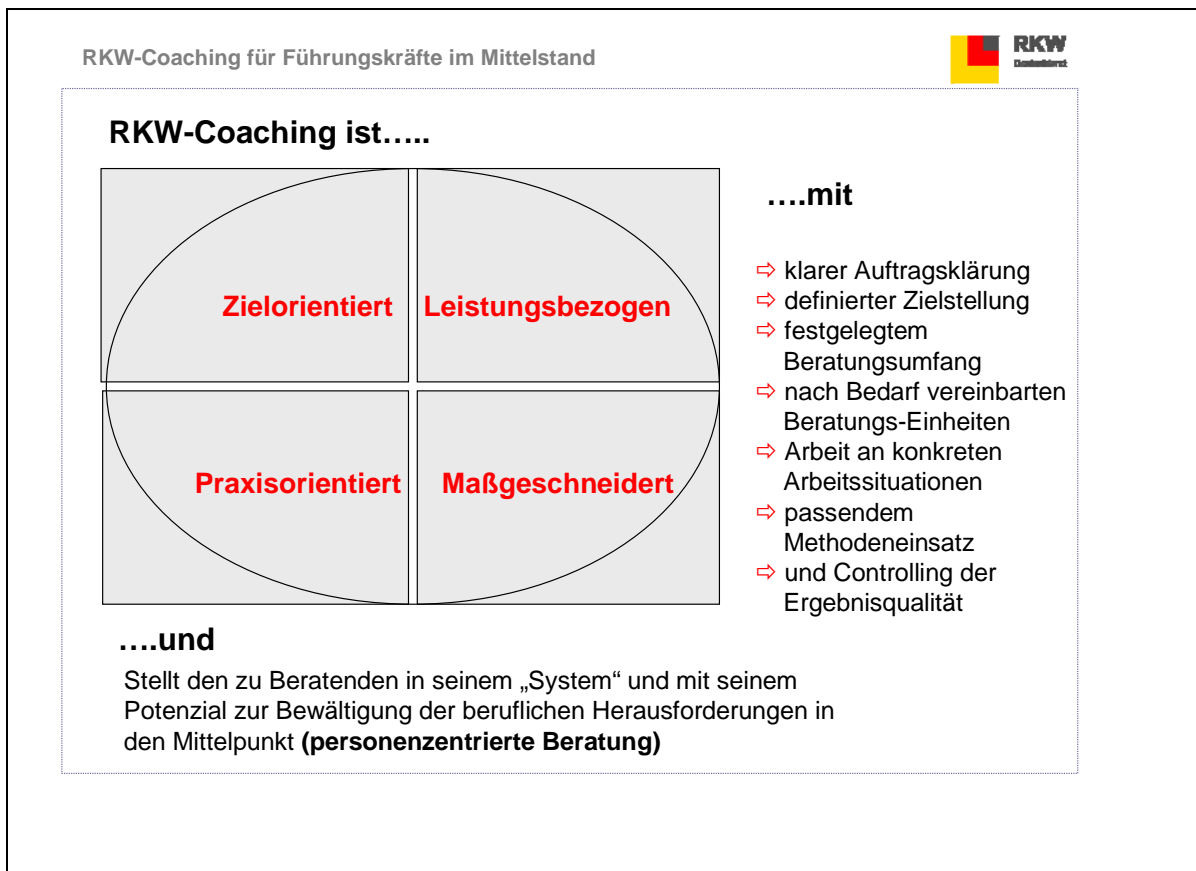 RKW-Coaching für Führungskräfte im Mittelstand
RKW
RKW-Coaching ist…..
Zielorientiert
Leistungsbezogen
Praxisorientiert
Maßgeschneidert
….mit
⇨ klarer Auftragsklärung
⇨ definierter Zielstellung
⇨ festgelegtem
Beratungsumfang
⇨ nach Bedarf vereinbarten
Beratungs-Einheiten
⇨ Arbeit an konkreten
Arbeitssituationen
⇨ passendem
Methodeneinsatz
⇨ und Controlling der
Ergebnisqualität
….und
Stellt den zu Beratenden in seinem „System“ und mit seinem
Potenzial zur Bewältigung der beruflichen Herausforderungen in
den Mittelpunkt (personenzentrierte Beratung)